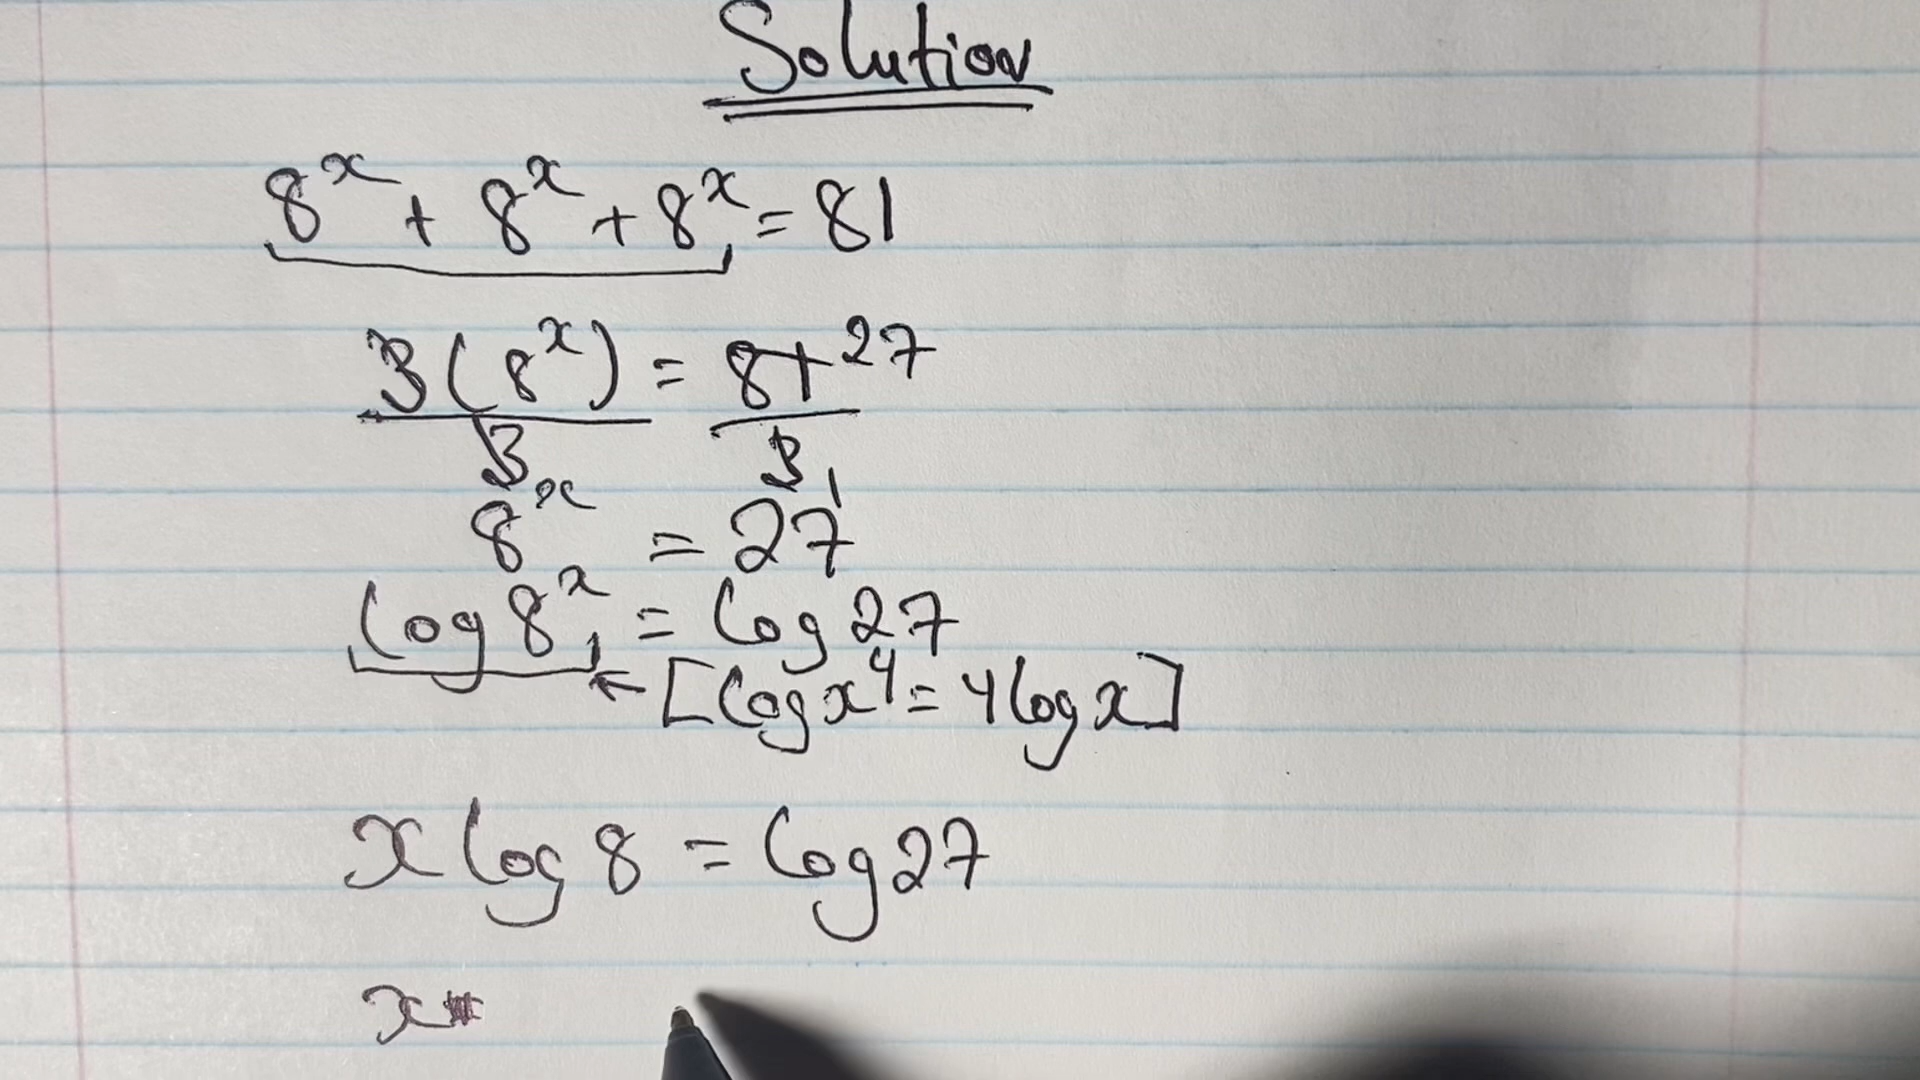 Solution
8^x + 8^x + 8^x = 81
3(8^x) = 81 27
3 3 1
8^x = 27
log 8^x = log 27
← [log x^4 = 4 log x]
x log 8 = log 27
x